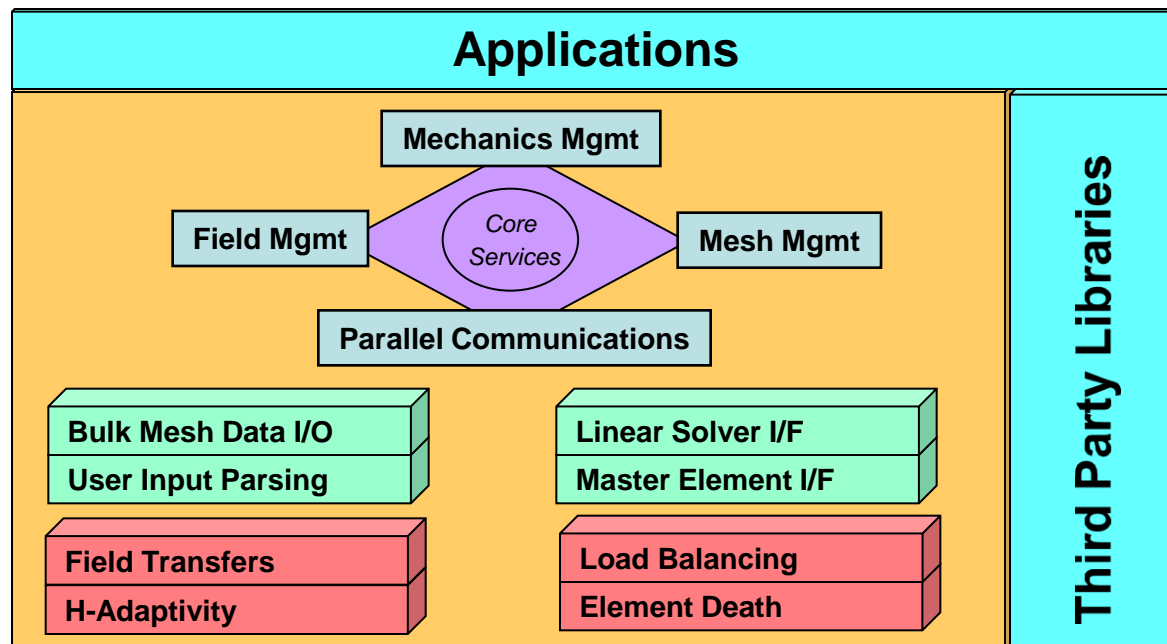 Applications
Mechanics Mgmt
Field Mgmt
Core
Services
Mesh Mgmt
Parallel Communications
Bulk Mesh Data I/O
User Input Parsing
Linear Solver I/F
Master Element I/F
Field Transfers
H-Adaptivity
Load Balancing
Element Death
Third Party Libraries